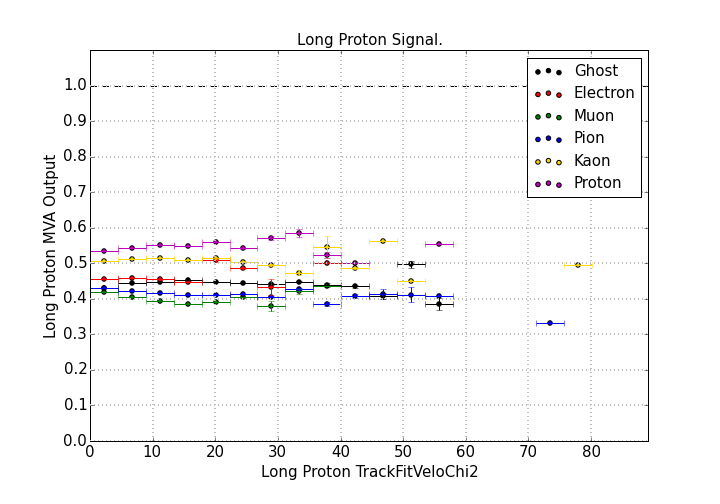 Long Proton Signal.
Long Proton MVA Output
1.0
0.9
0.8
0.7
0.6
0.5
0.4
0.3
0.2
0.1
0.0
Ghost
Electron
Muon
Pion
Kaon
Proton
0 10 20 30 40 50 60 70 80
Long Proton TrackFitVeloChi2